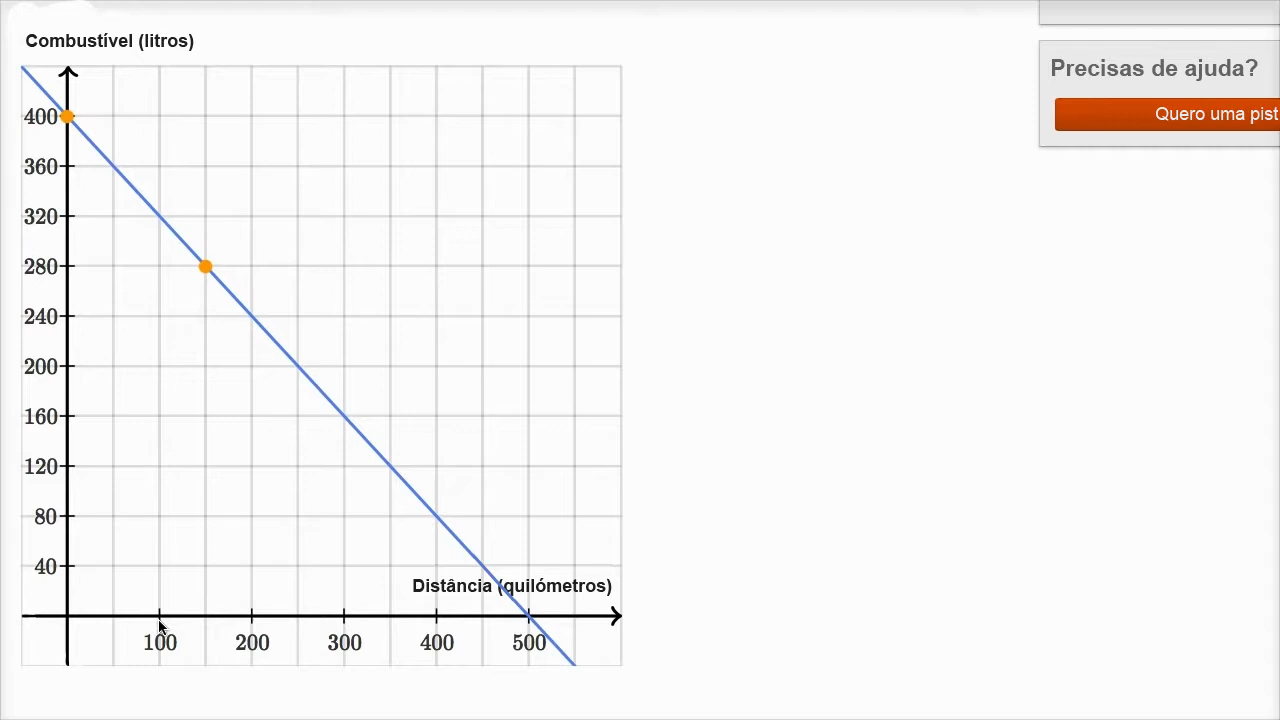 Combustível (litros)
Precisas de ajuda?
Quero uma pist
400
360
320
280
240
200
160
120
80
40
Distância (quilómetros)
100 200 300 400 500